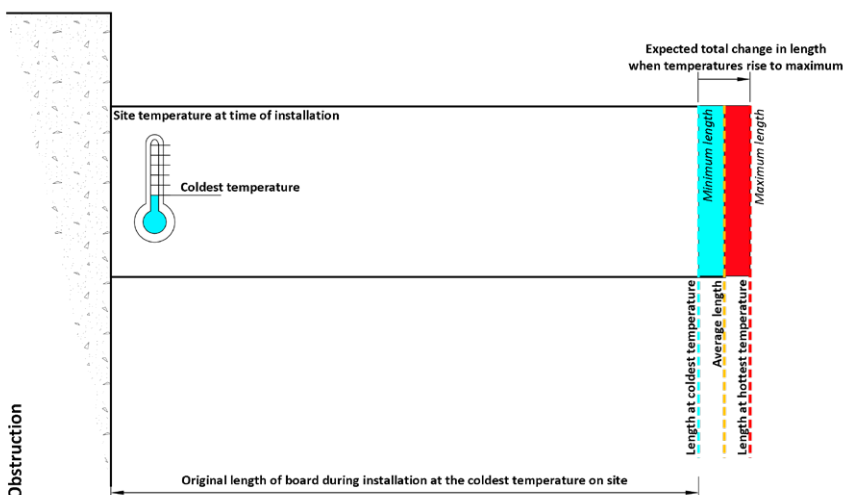 Expected total change in length
when temperatures rise to maximum
Site temperature at time of installation
Coldest temperature
Minimum length
Maximum length
Length at coldest temperature
Average length
Length at hottest temperature
Obstruction
Original length of board during installation at the coldest temperature on site